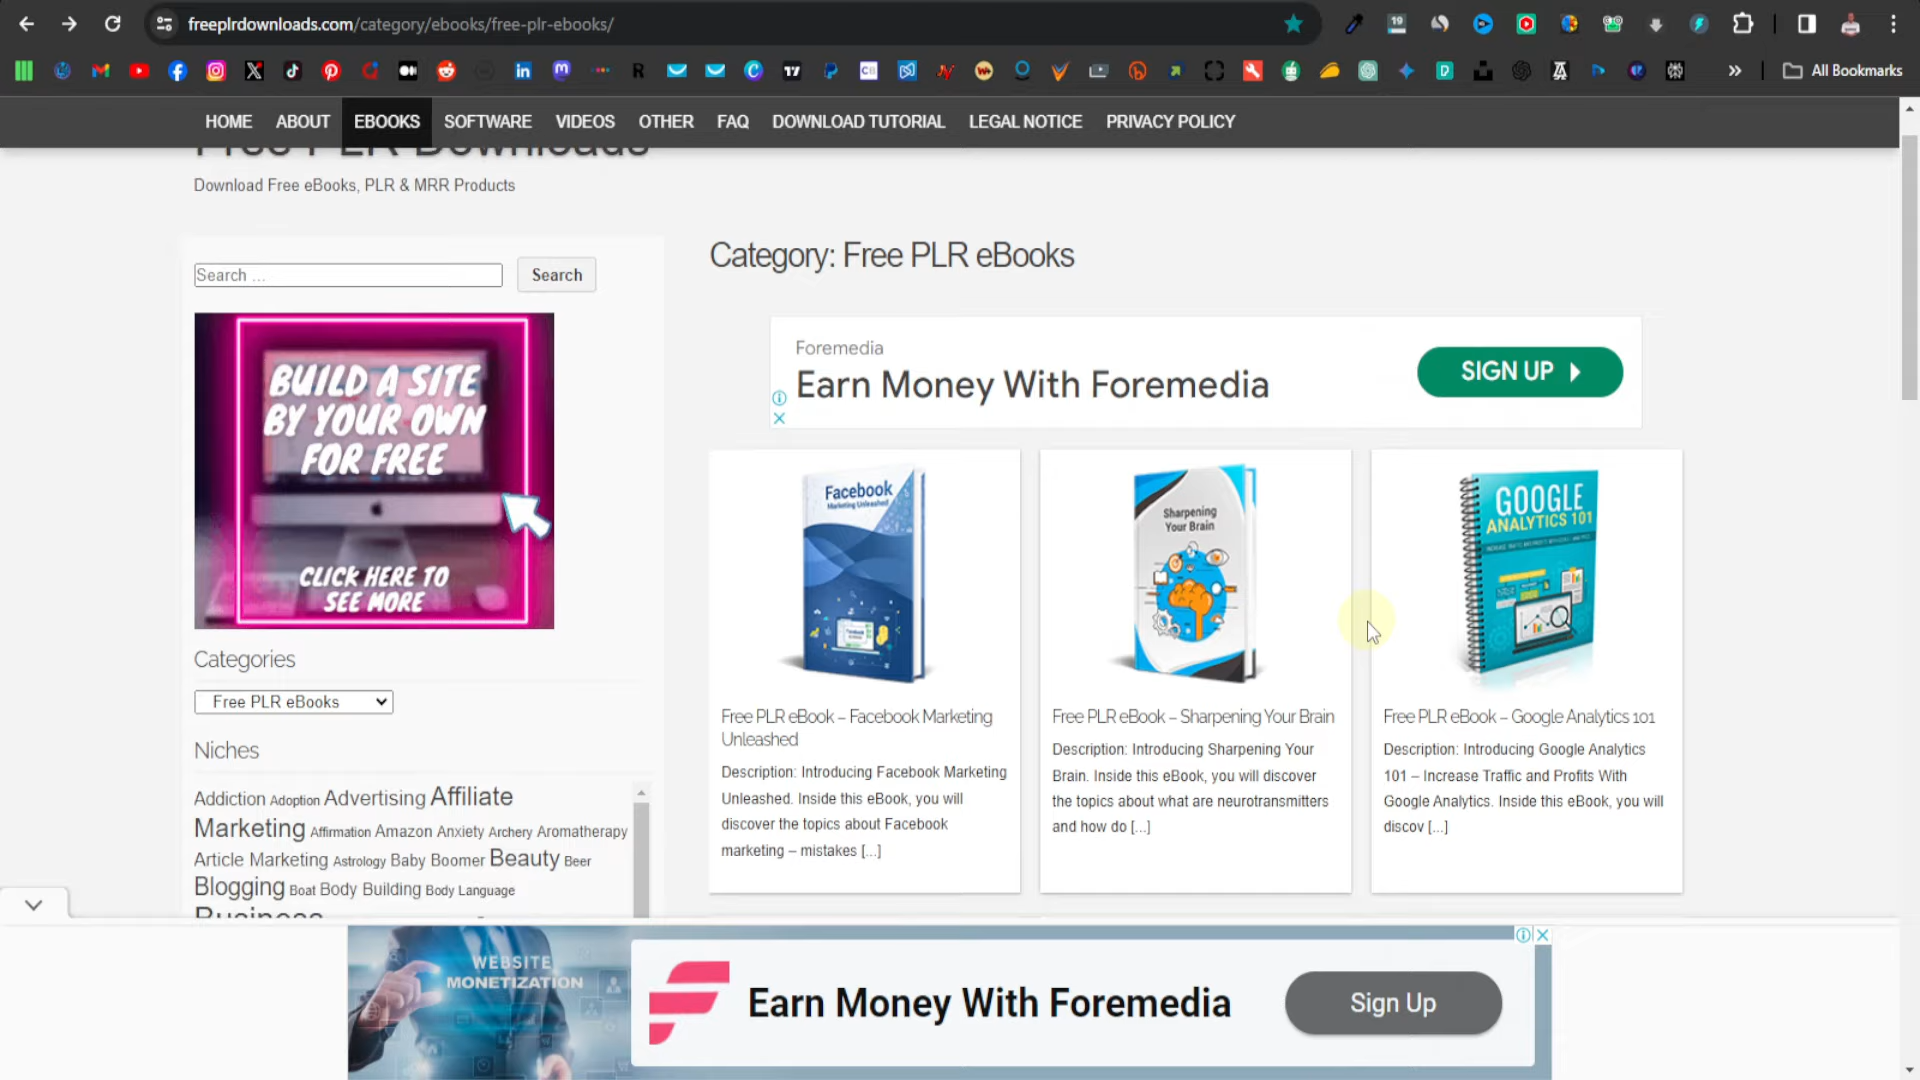 freeplrdownloads.com/category/ebooks/free-plr-ebooks/
19
All Bookmarks
HOME ABOUT EBOOKS SOFTWARE VIDEOS OTHER FAQ DOWNLOAD TUTORIAL LEGAL NOTICE PRIVACY POLICY
Free PLR Downloads
Download Free eBooks, PLR & MRR Products
Search ...
Search
BUILD A SITE
BY YOUR OWN
FOR FREE
CLICK HERE TO
SEE MORE
Categories
Free PLR eBooks
Niches
Addiction Adoption Advertising Affiliate
Marketing Affirmation Amazon Anxiety Archery Aromatherapy
Article Marketing Astrology Baby Boomer Beauty Beer
Blogging Boat Body Building Body Language
Business
Category: Free PLR eBooks
Foremedia
Earn Money With Foremedia
SIGN UP
Facebook
Marketing Unleashed
Free PLR eBook – Facebook Marketing
Unleashed
Description: Introducing Facebook Marketing
Unleashed. Inside this eBook, you will
discover the topics about Facebook
marketing – mistakes [...]
Sharpening
Your Brain
Free PLR eBook – Sharpening Your Brain
Description: Introducing Sharpening Your
Brain. Inside this eBook, you will discover
the topics about what are neurotransmitters
and how do [...]
GOOGLE
ANALYTICS 101
Free PLR eBook – Google Analytics 101
Description: Introducing Google Analytics
101 – Increase Traffic and Profits With
Google Analytics. Inside this eBook, you will
discov [...]
WEBSITE
MONETIZATION
Earn Money With Foremedia
Sign Up